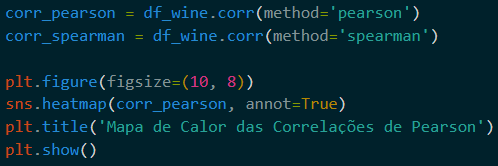 corr_pearson = df_wine.corr(method='pearson')
corr_spearman = df_wine.corr(method='spearman')
plt.figure(figsize=(10, 8))
sns.heatmap(corr_pearson, annot=True)
plt.title('Mapa de Calor das Correlações de Pearson')
plt.show()